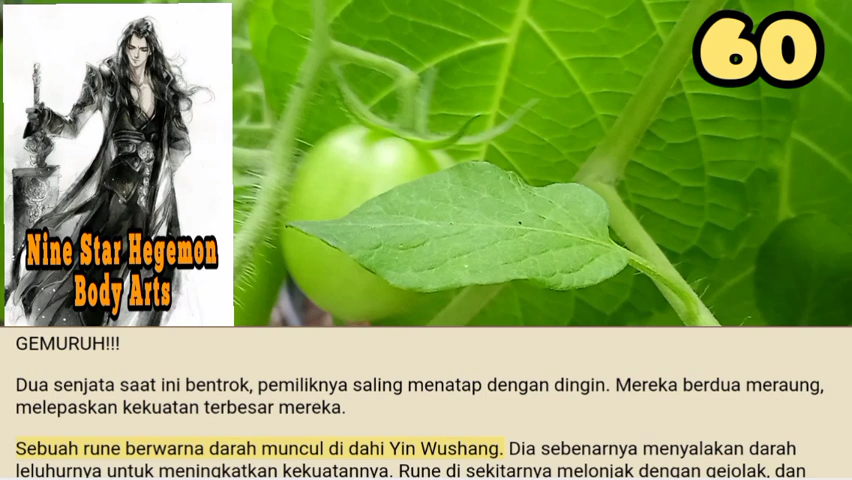 60
Nine Star Hegemon
Body Arts
GEMURUH!!!
Dua senjata saat ini bentrok, pemiliknya saling menatap dengan dingin. Mereka berdua meraung,
melepaskan kekuatan terbesar mereka.
Sebuah rune berwarna darah muncul di dahi Yin Wushang. Dia sebenarnya menyalakan darah
leluhurnya untuk meningkatkan kekuatannya. Rune di sekitarnya melonjak dengan gejolak, dan